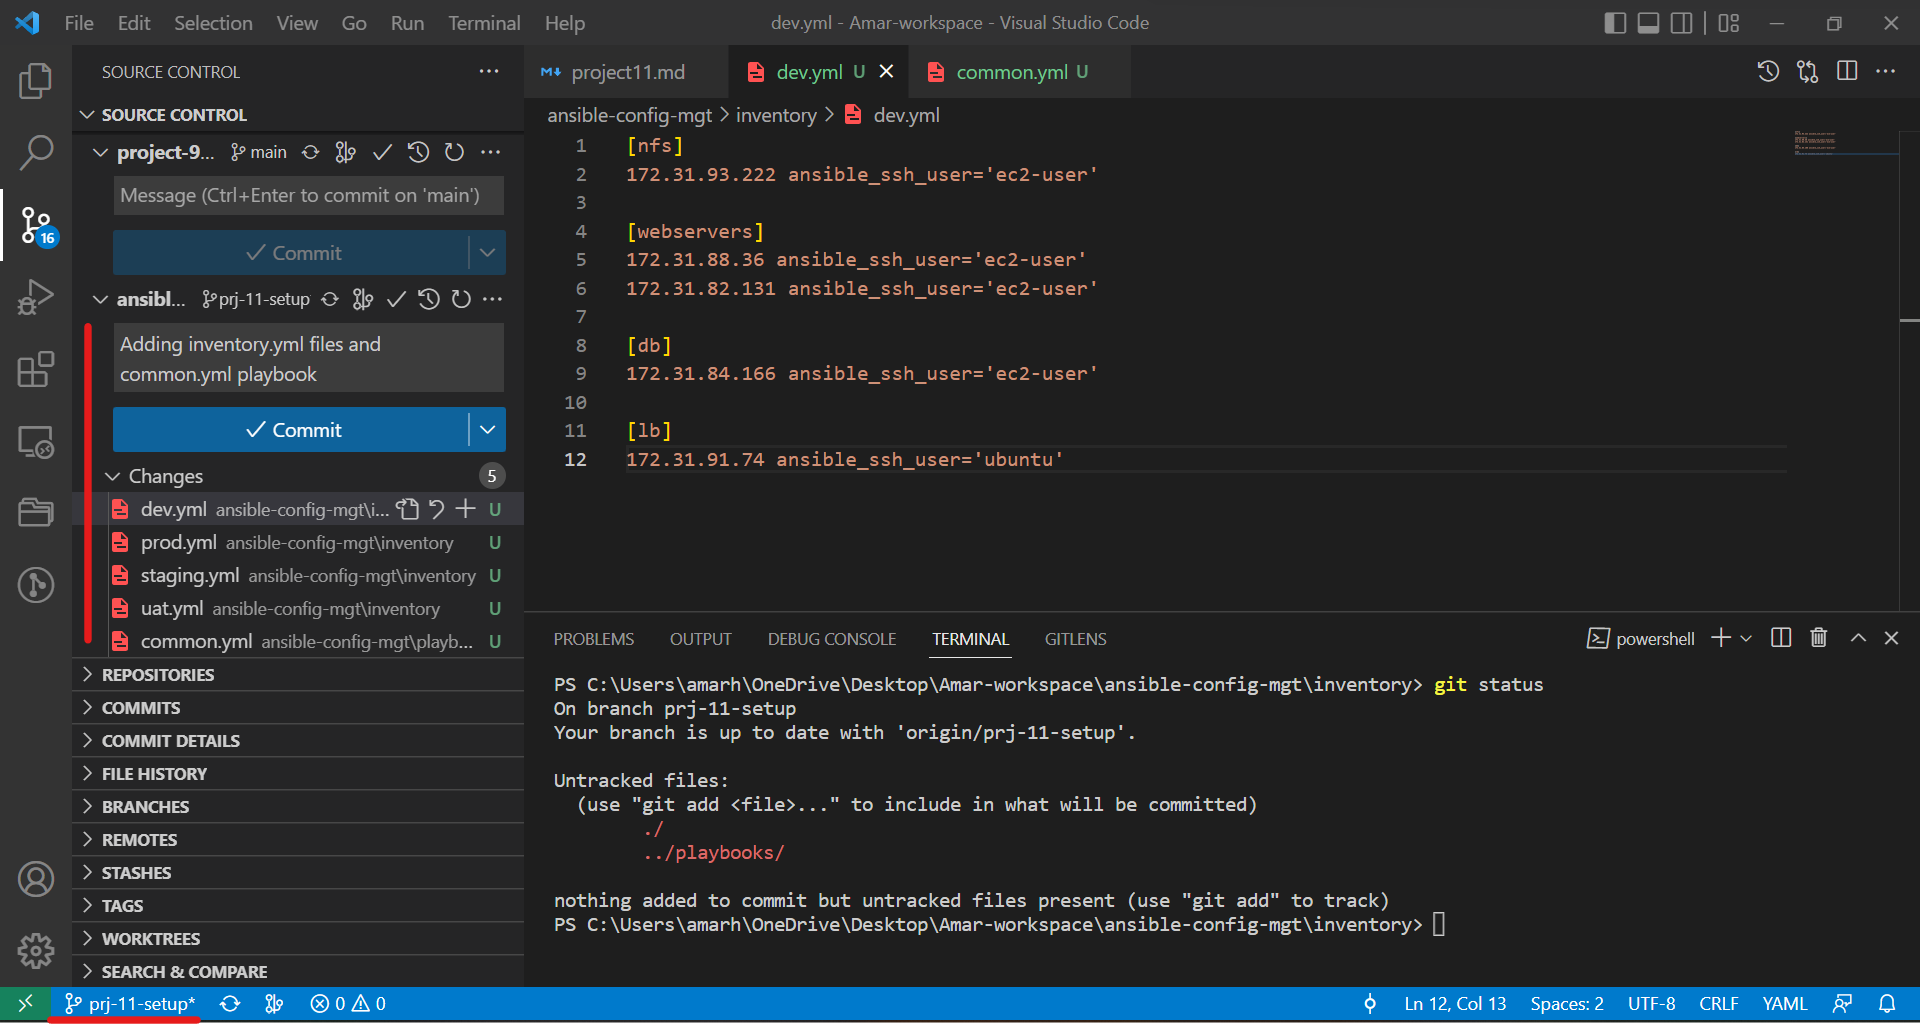 File Edit Selection View Go Run Terminal Help
dev.yml - Amar-workspace - Visual Studio Code
SOURCE CONTROL
SOURCE CONTROL
project-9... main
Message (Ctrl+Enter to commit on 'main')
Commit
16
ansibl... prj-11-setup
Adding inventory.yml files and
common.yml playbook
Commit
Changes 5
dev.yml ansible-config-mgt\i... U
prod.yml ansible-config-mgt\inventory U
staging.yml ansible-config-mgt\inventory U
uat.yml ansible-config-mgt\inventory U
common.yml ansible-config-mgt\playb... U
REPOSITORIES
COMMITS
COMMIT DETAILS
FILE HISTORY
BRANCHES
REMOTES
STASHES
TAGS
WORKTREES
SEARCH & COMPARE
project11.md dev.yml U common.yml U
ansible-config-mgt > inventory > dev.yml
1 [nfs]
2 172.31.93.222 ansible_ssh_user='ec2-user'
3
4 [webservers]
5 172.31.88.36 ansible_ssh_user='ec2-user'
6 172.31.82.131 ansible_ssh_user='ec2-user'
7
8 [db]
9 172.31.84.166 ansible_ssh_user='ec2-user'
10
11 [lb]
12 172.31.91.74 ansible_ssh_user='ubuntu'
PROBLEMS OUTPUT DEBUG CONSOLE TERMINAL GITLENS
powershell
PS C:\Users\amarh\OneDrive\Desktop\Amar-workspace\ansible-config-mgt\inventory> git status
On branch prj-11-setup
Your branch is up to date with 'origin/prj-11-setup'.
Untracked files:
(use "git add <file>..." to include in what will be committed)
./
../playbooks/
nothing added to commit but untracked files present (use "git add" to track)
PS C:\Users\amarh\OneDrive\Desktop\Amar-workspace\ansible-config-mgt\inventory>
prj-11-setup* 0 0
Ln 12, Col 13 Spaces: 2 UTF-8 CRLF YAML